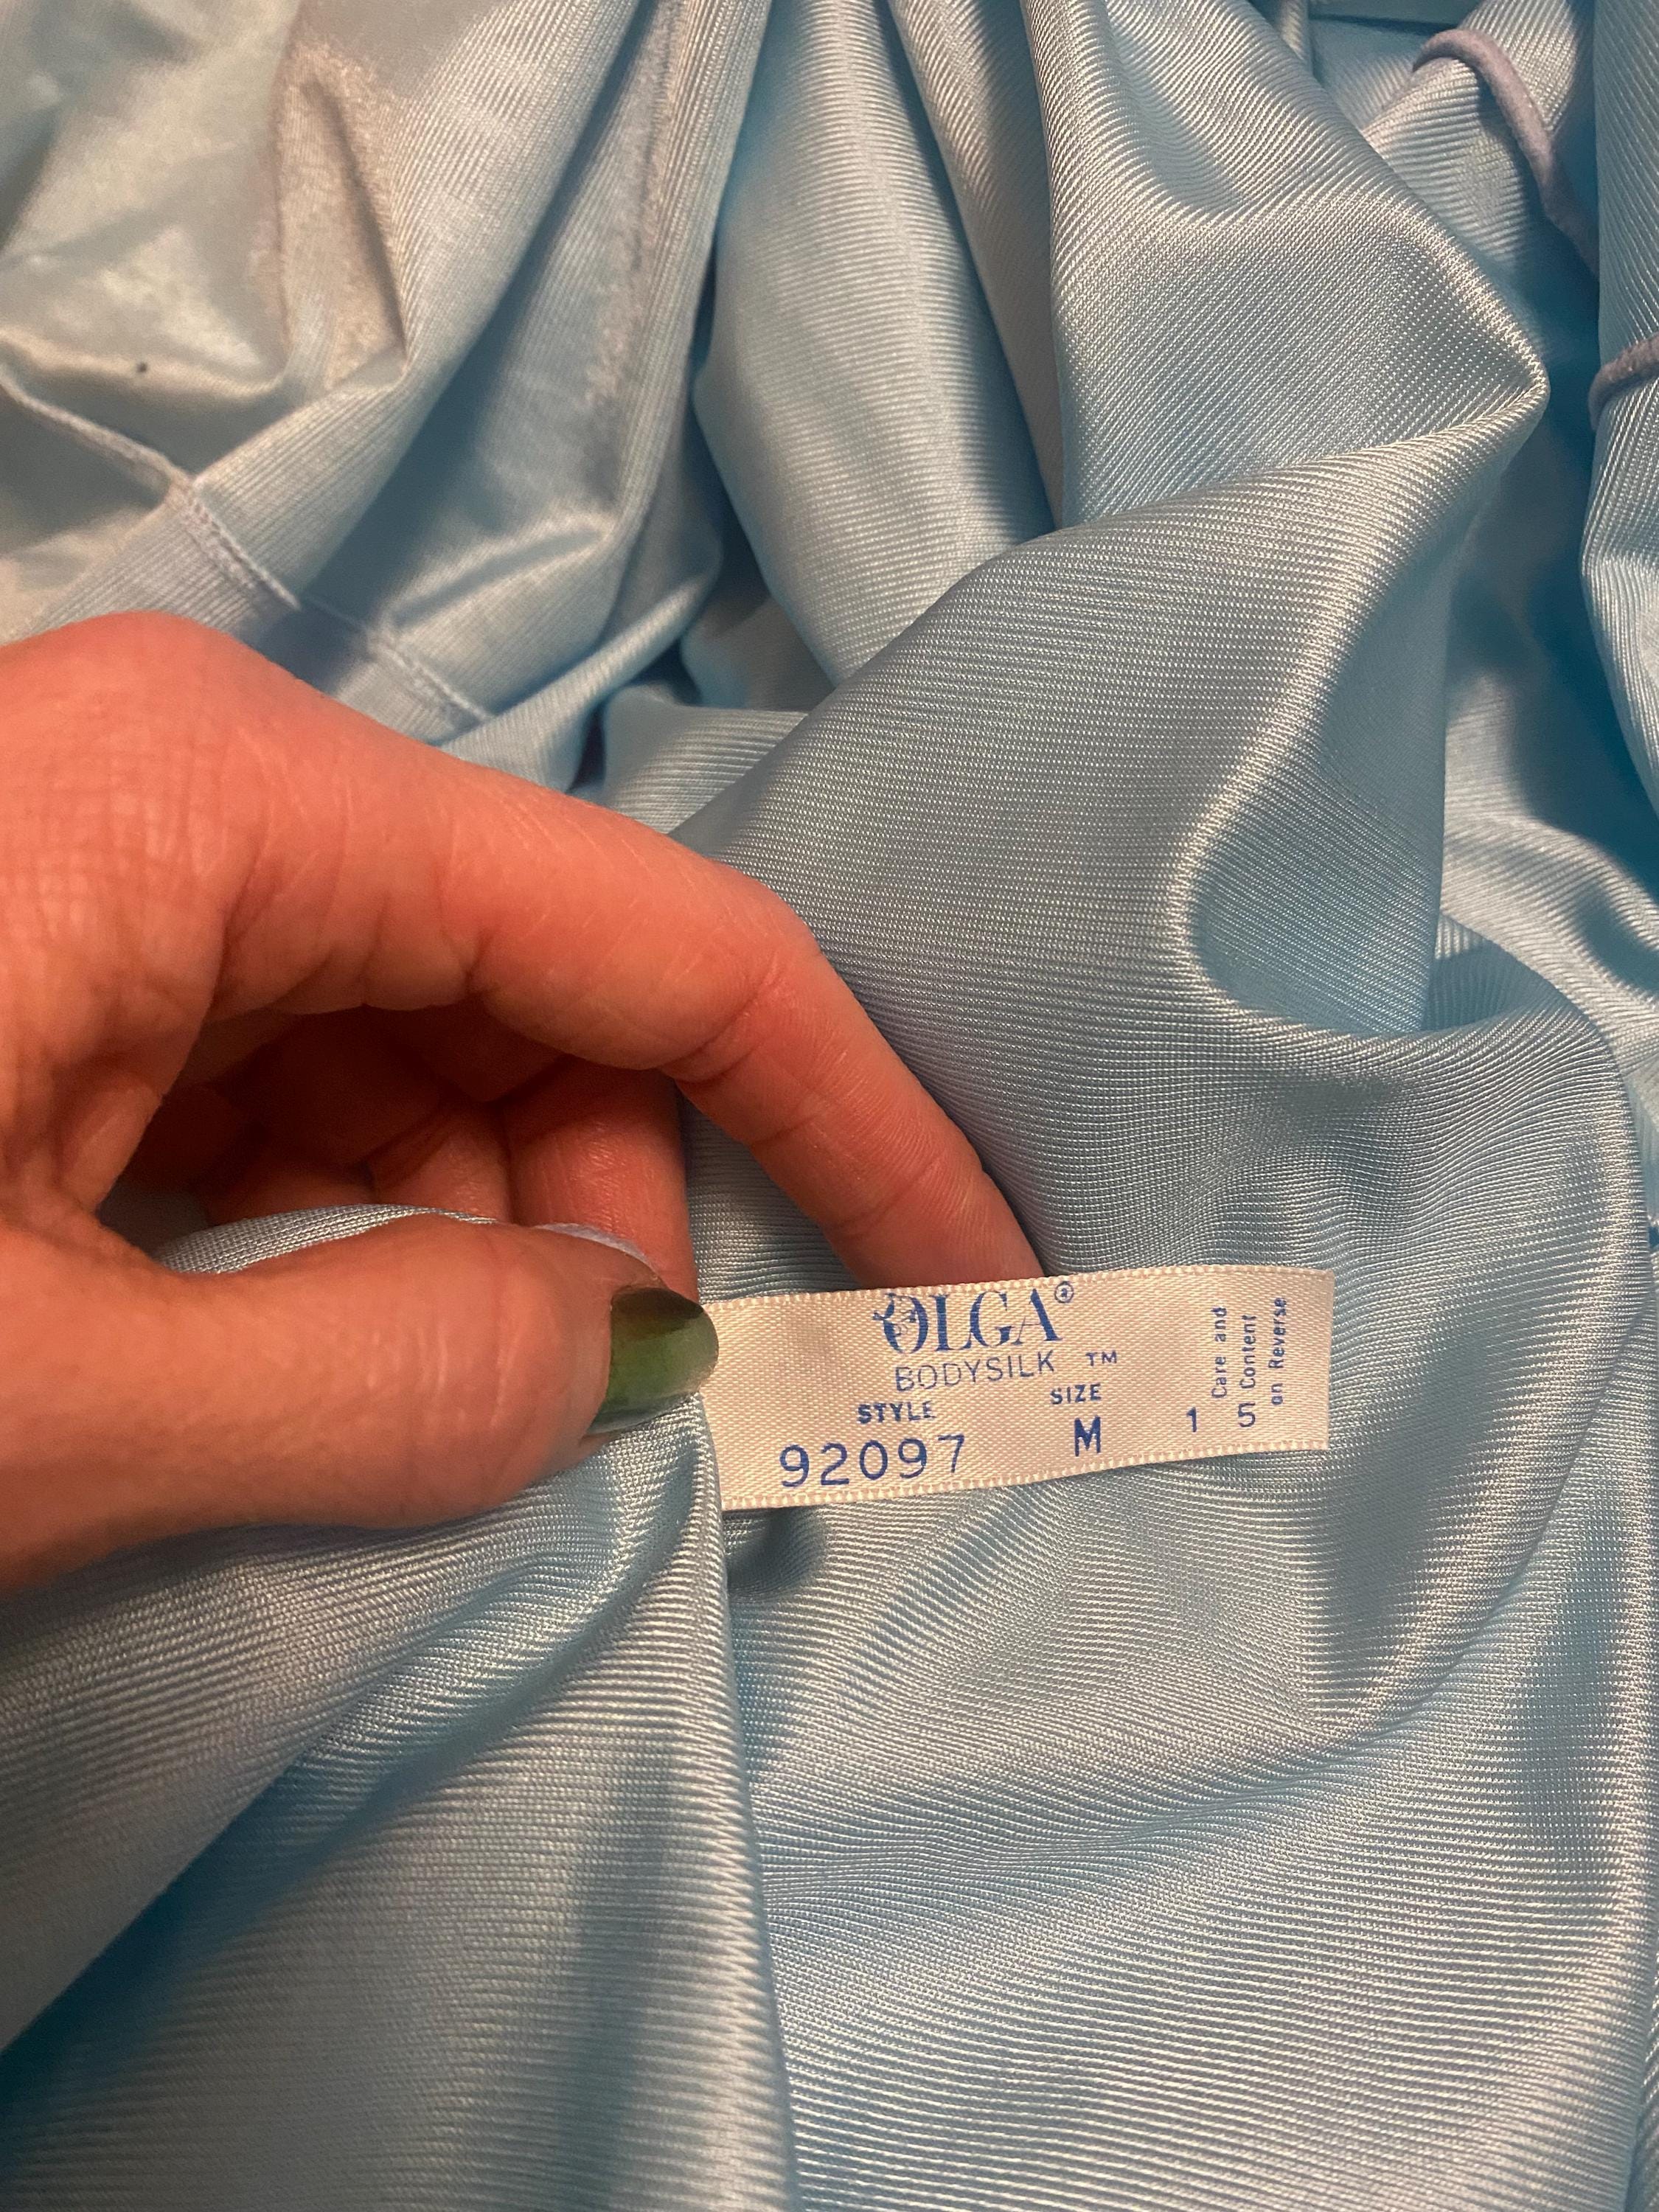 OLGA®
BODYSILK TM
STYLE SIZE
92097 M 1 5
Care and
Content
on Reverse